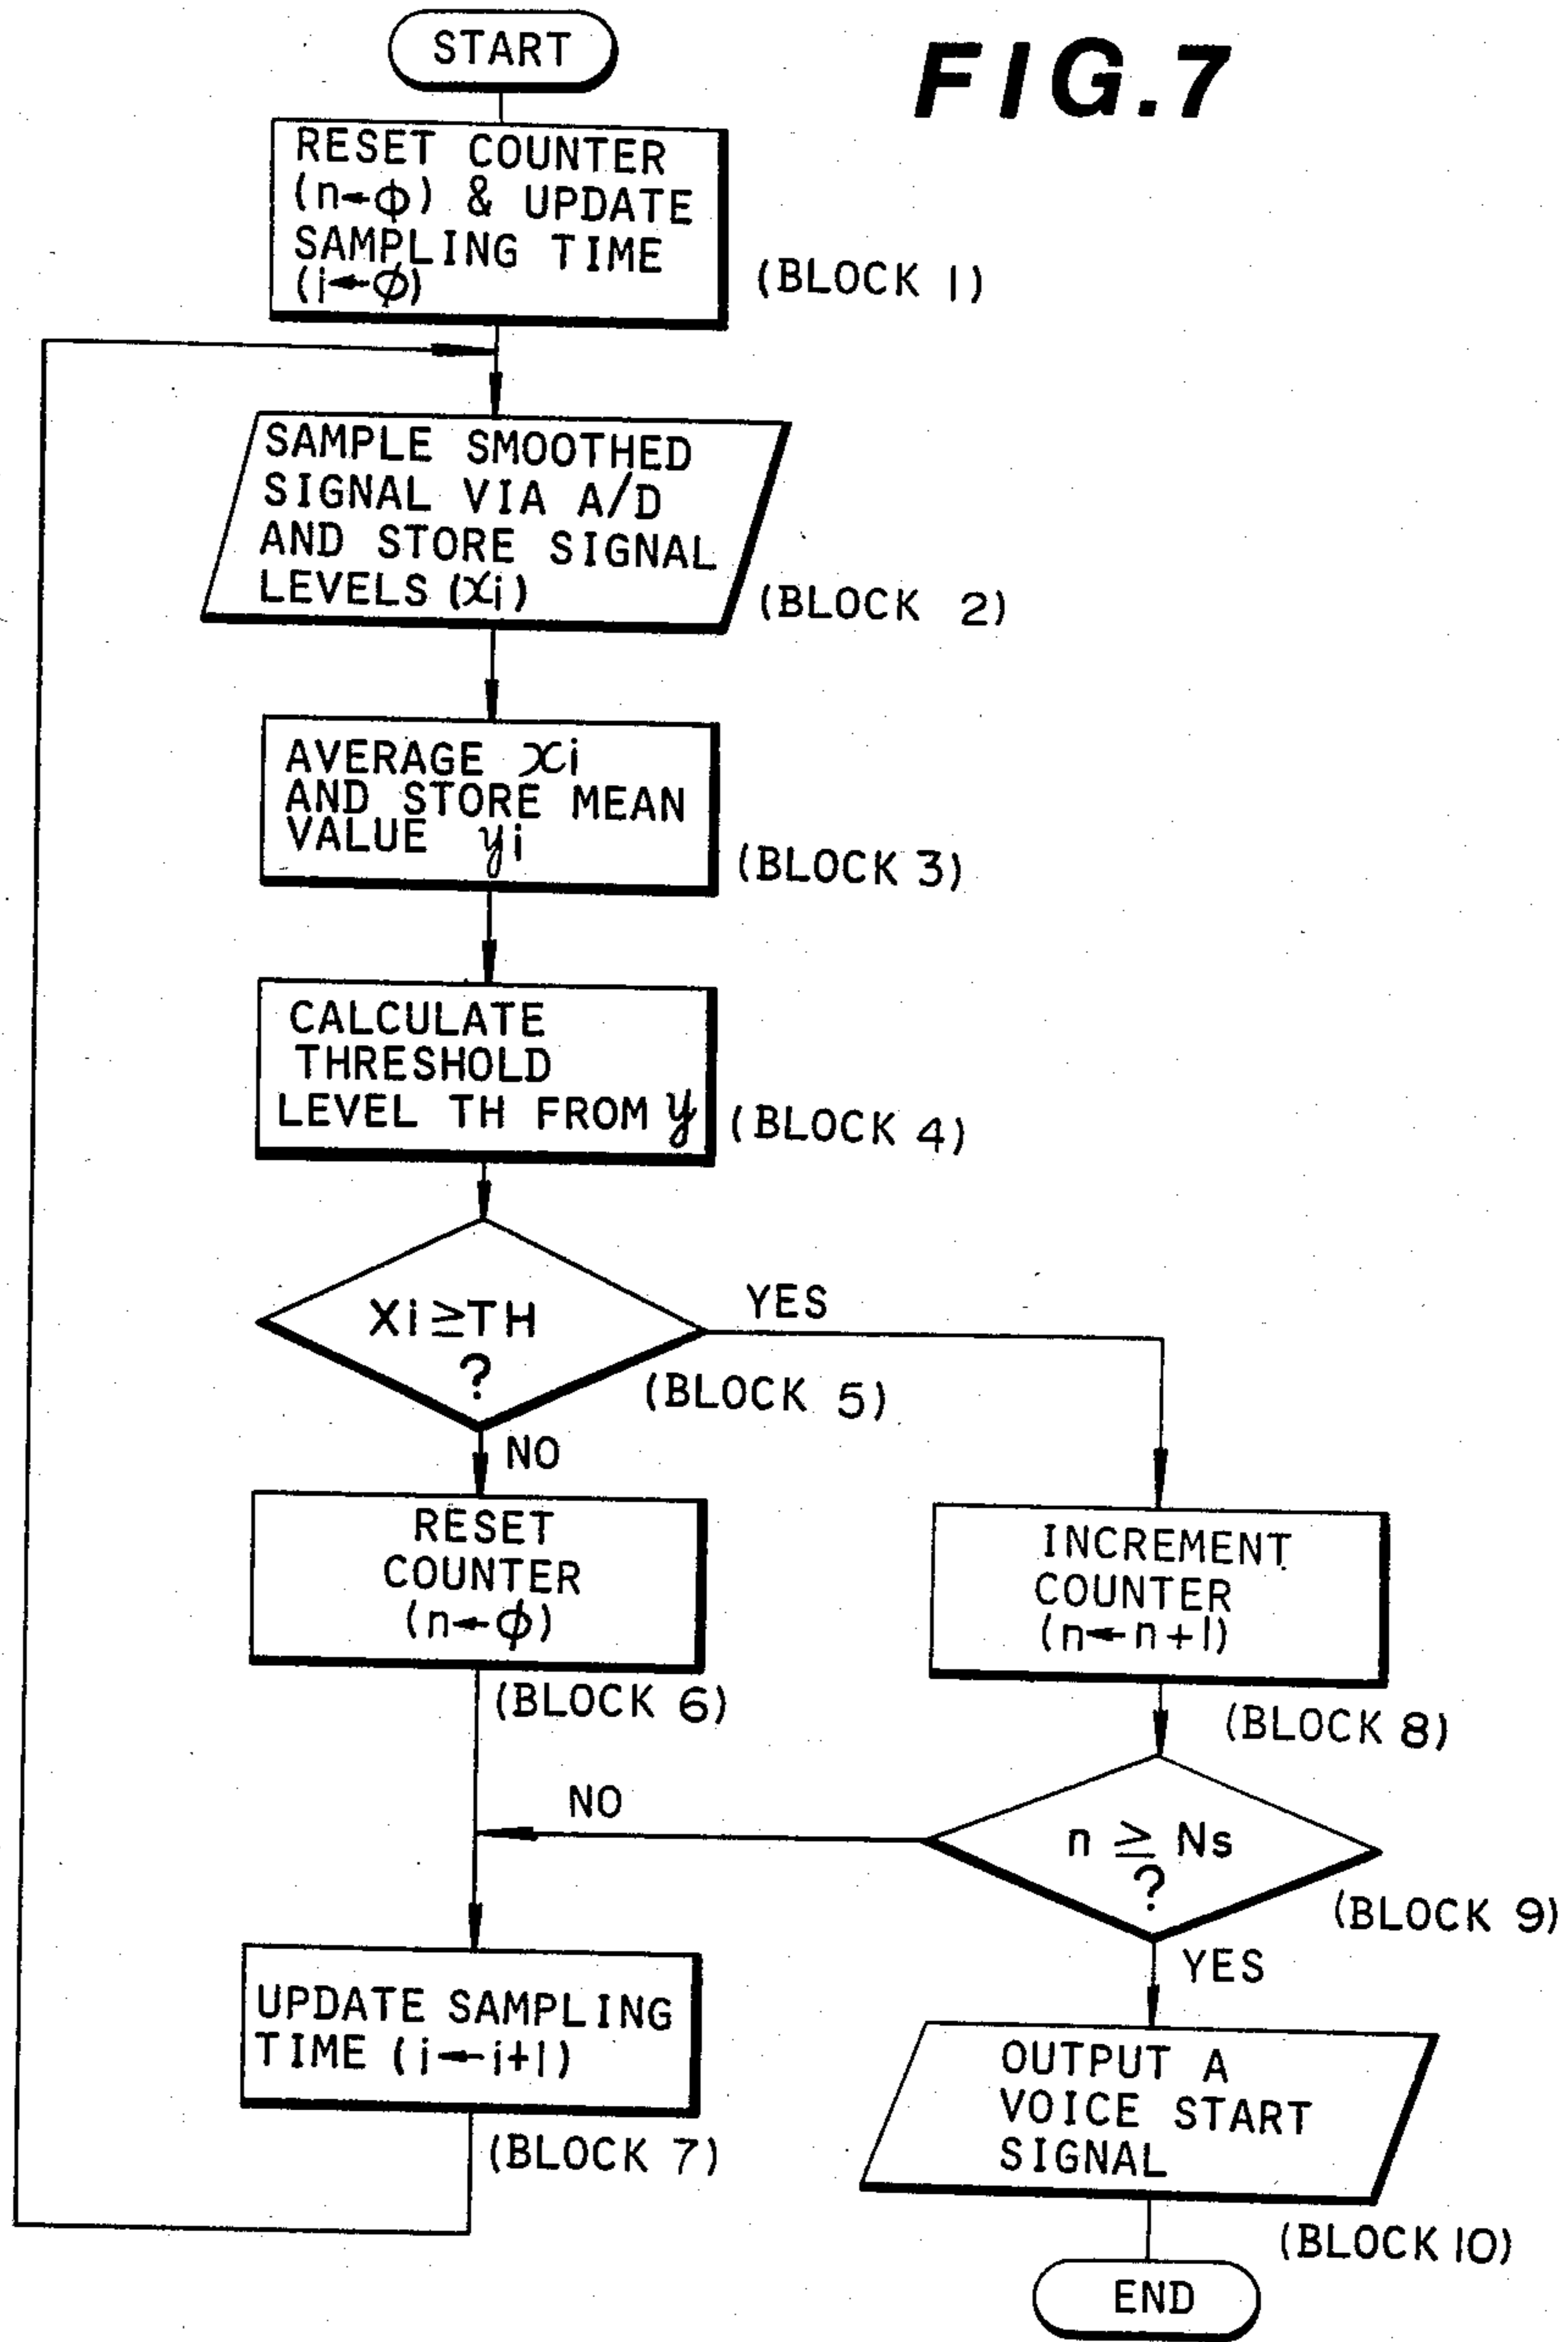 FIG.7
START
RESET COUNTER
(n←φ) & UPDATE
SAMPLING TIME
(i←φ)
(BLOCK 1)
SAMPLE SMOOTHED
SIGNAL VIA A/D
AND STORE SIGNAL
LEVELS (xi)
(BLOCK 2)
AVERAGE xi
AND STORE MEAN
VALUE yi
(BLOCK 3)
CALCULATE
THRESHOLD
LEVEL TH FROM y
(BLOCK 4)
Xi≧TH
?
YES
(BLOCK 5)
NO
RESET
COUNTER
(n←φ)
(BLOCK 6)
INCREMENT
COUNTER
(n←n+1)
(BLOCK 8)
NO
n ≥ Ns
?
(BLOCK 9)
YES
UPDATE SAMPLING
TIME (i←i+1)
(BLOCK 7)
OUTPUT A
VOICE START
SIGNAL
(BLOCK 10)
END